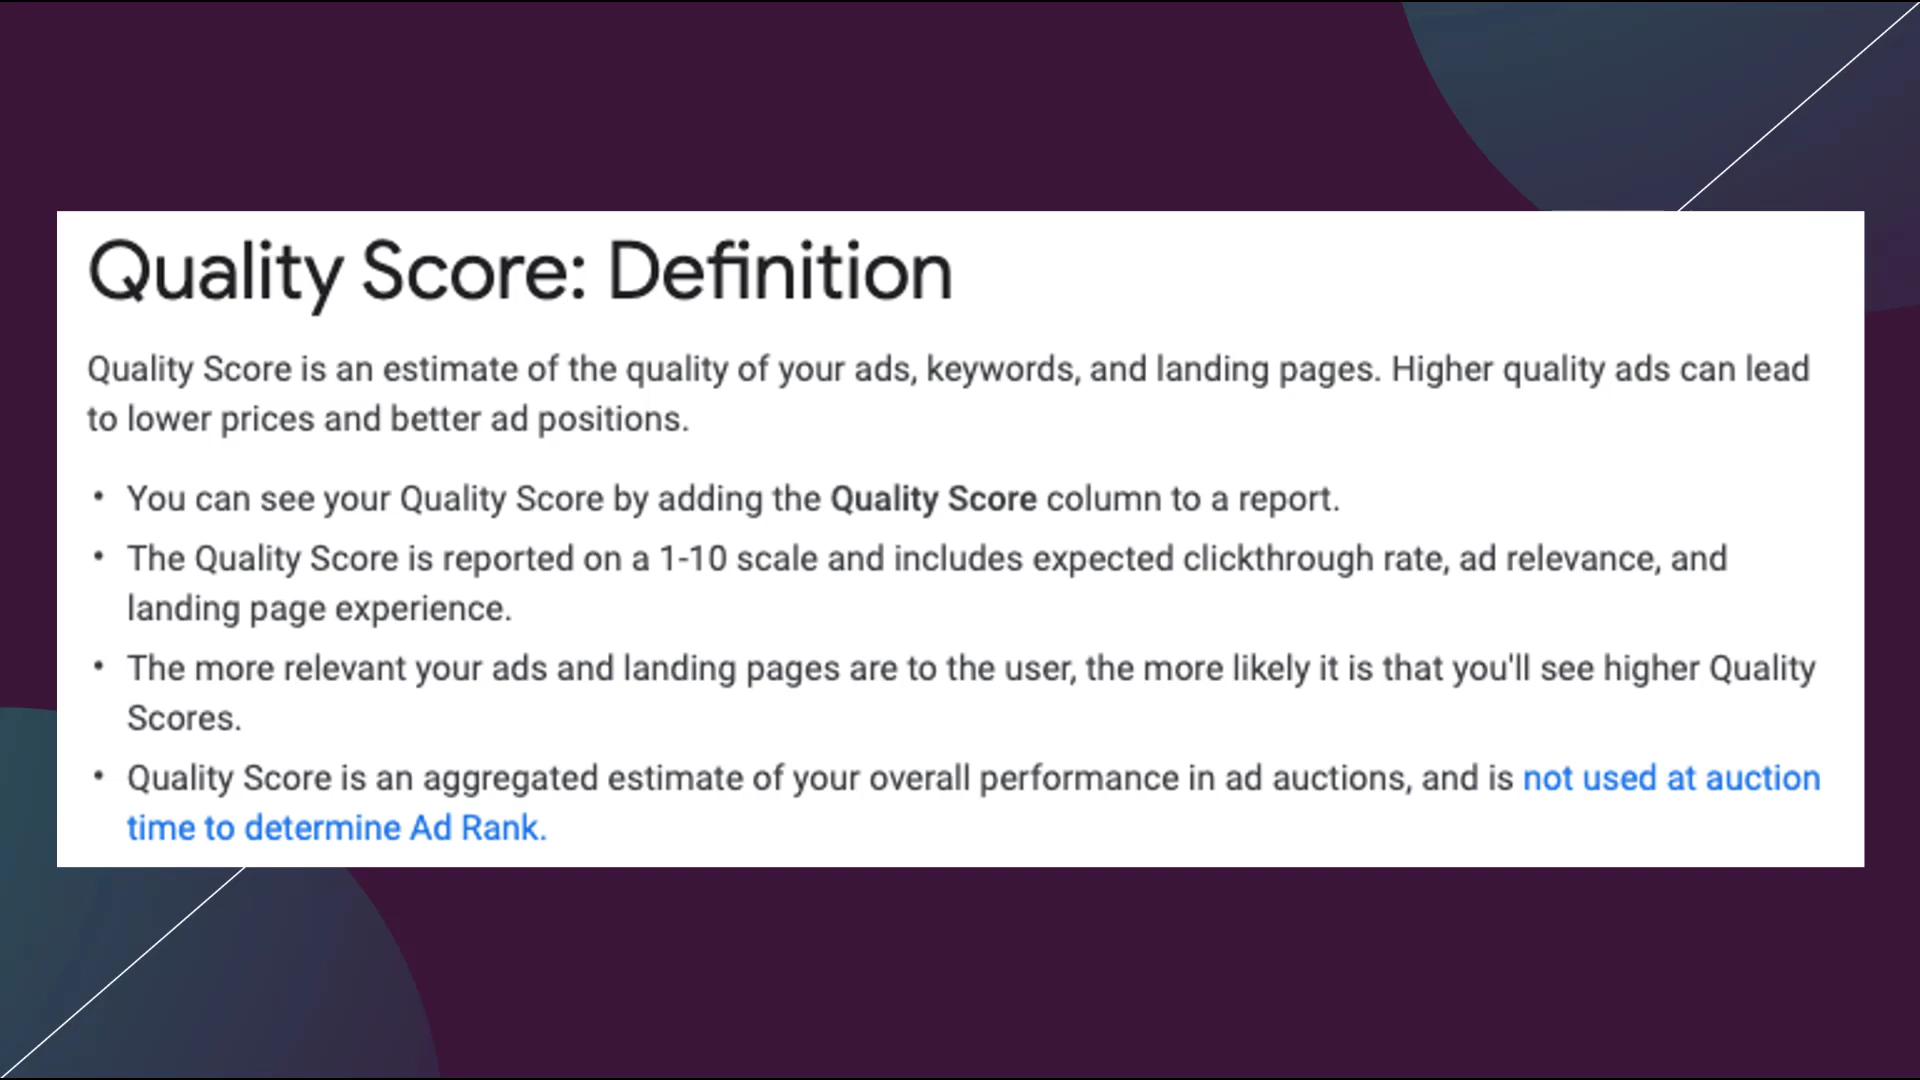 Quality Score: Definition
Quality Score is an estimate of the quality of your ads, keywords, and landing pages. Higher quality ads can lead
to lower prices and better ad positions.
• You can see your Quality Score by adding the Quality Score column to a report.
• The Quality Score is reported on a 1-10 scale and includes expected clickthrough rate, ad relevance, and
landing page experience.
• The more relevant your ads and landing pages are to the user, the more likely it is that you'll see higher Quality
Scores.
• Quality Score is an aggregated estimate of your overall performance in ad auctions, and is not used at auction
time to determine Ad Rank.